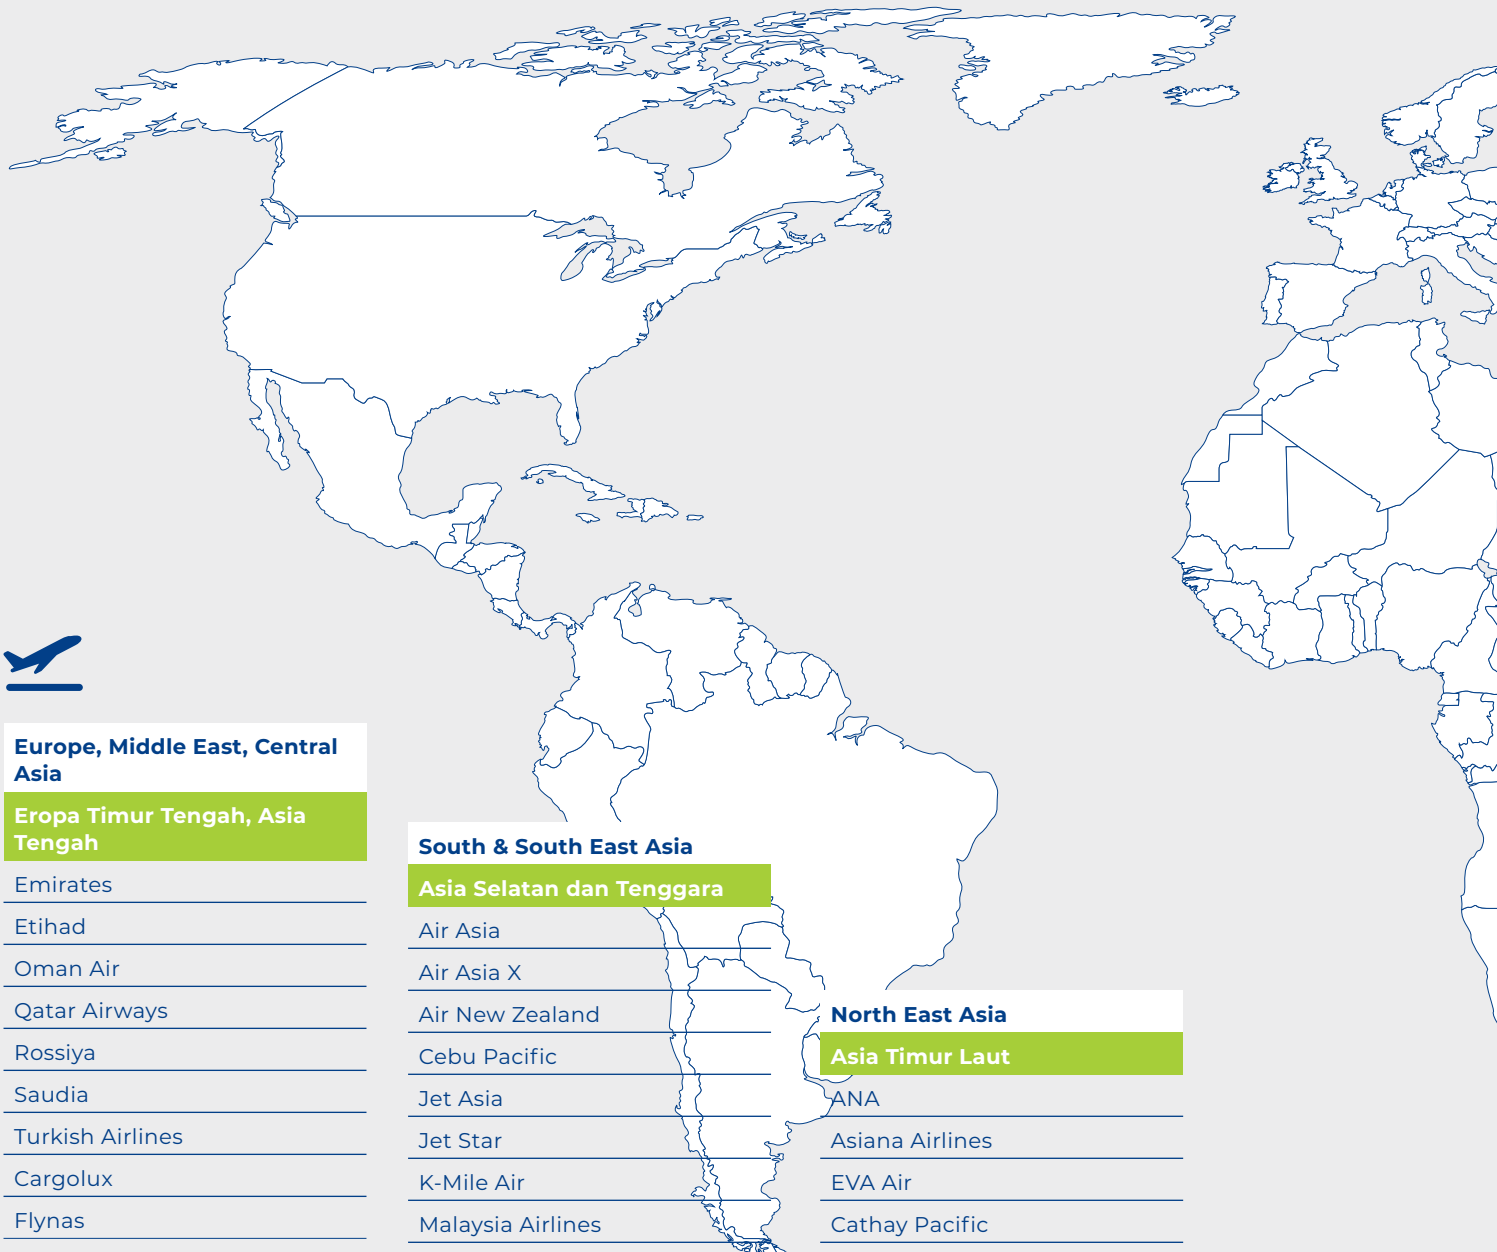 Europe, Middle East, Central
Asia
Eropa Timur Tengah, Asia
Tengah
Emirates
Etihad
Oman Air
Qatar Airways
Rossiya
Saudia
Turkish Airlines
Cargolux
Flynas
South & South East Asia
Asia Selatan dan Tenggara
Air Asia
Air Asia X
Air New Zealand
Cebu Pacific
Jet Asia
Jet Star
K-Mile Air
Malaysia Airlines
North East Asia
Asia Timur Laut
ANA
Asiana Airlines
EVA Air
Cathay Pacific